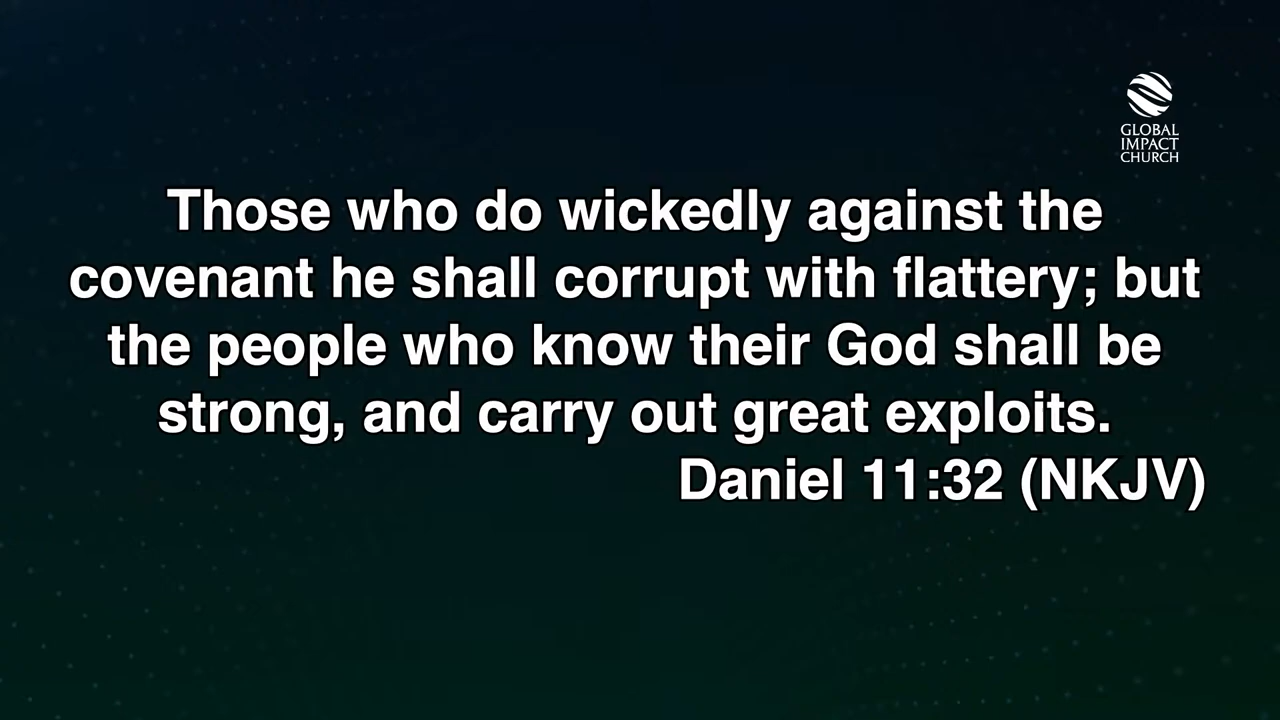 GLOBAL
IMPACT
CHURCH
Those who do wickedly against the
covenant he shall corrupt with flattery; but
the people who know their God shall be
strong, and carry out great exploits.
Daniel 11:32 (NKJV)